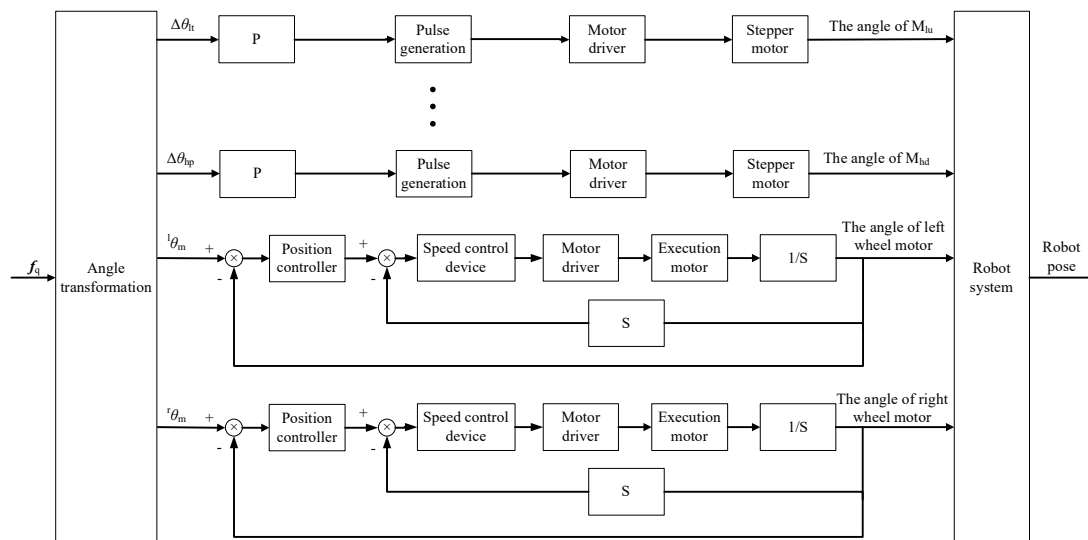 Δθlt
P
Pulse
generation
Motor
driver
Stepper
motor
The angle of Mlu
Δθhp
P
Pulse
generation
Motor
driver
Stepper
motor
The angle of Mhd
fq
Angle
transformation
lθm
+
-
Position
controller
+
-
Speed control
device
Motor
driver
Execution
motor
1/S
The angle of left
wheel motor
S
Robot
system
Robot
pose
rθm
+
-
Position
controller
+
-
Speed control
device
Motor
driver
Execution
motor
1/S
The angle of right
wheel motor
S